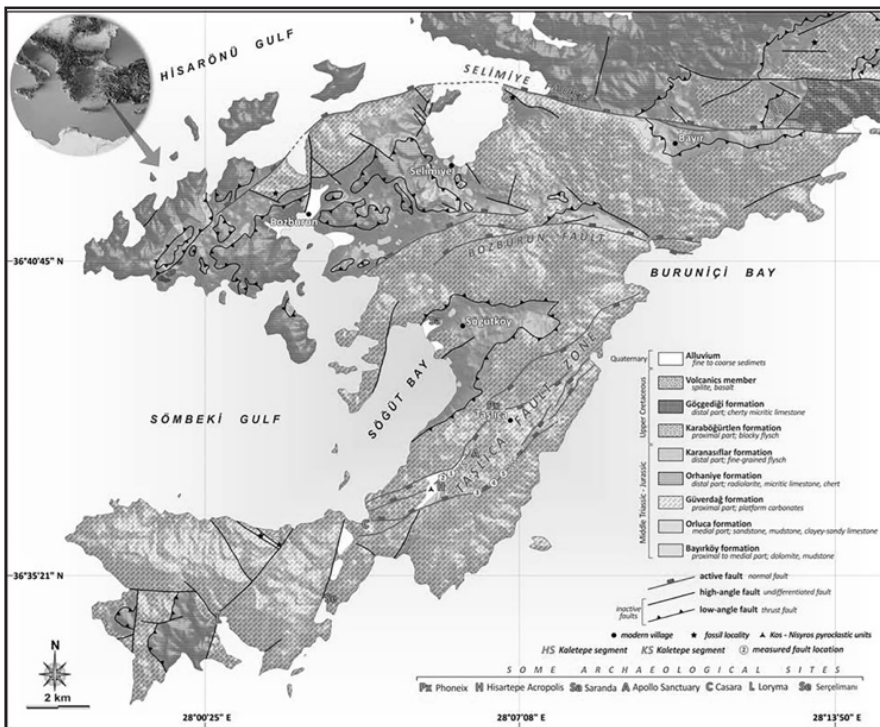 HİSARÖNÜ GULF
SELİMİYE
Bayır
Selimiye
Bozburun
BOZBURUN FAULT
36°40'45" N
BURUNİÇİ BAY
Söğütköy
SÖMBEKİ GULF
SÖĞÜT BAY
Px
Taşlıca
TAŞLICA FAULT ZONE
A
H
C
36°35'21" N
Quaternary
Upper Cretaceous
Middle Triassic - Jurassic
Alluvium
fine to coarse sedimets
Volcanics member
spilite, basalt
Göçgediği formation
distal part; cherty micritic limestone
Karaböğürtlen formation
proximal part; blocky flysch
Karanasıflar formation
distal part; fine-grained flysch
Orhaniye formation
distal part; radiolarite, micritic limestone, chert
Güverdağ formation
proximal part; platform carbonates
Orluca formation
medial part; sandstone, mudstone, clayey-sandy limestone
Bayırköy formation
proximal to medial part; dolomite, mudstone
active fault normal fault
high-angle fault undifferentiated fault
inactive faults
low-angle fault thrust fault
modern village fossil locality Kos - Nisyros pyroclastic units
HS Kaletepe segment KS Kaletepe segment 2 measured fault location
SOME ARCHAEOLOGICAL SITES
Px Phoneix H Hisartepe Acropolis Sa Saranda A Apollo Sanctuary C Casara L Loryma Se Serçelimanı
N
2 km
28°00'25" E
28°07'08" E
28°13'50" E